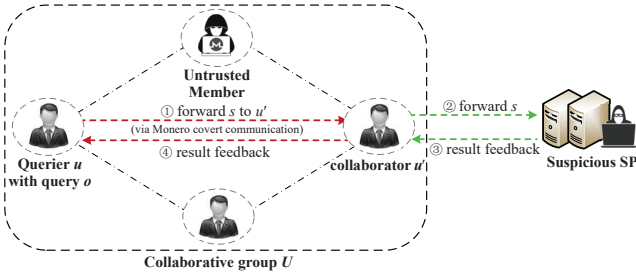 Untrusted
Member
① forward s to u'
(via Monero covert communication)
④ result feedback
② forward s
③ result feedback
Querier u
with query o
collaborator u'
Suspicious SP
Collaborative group U